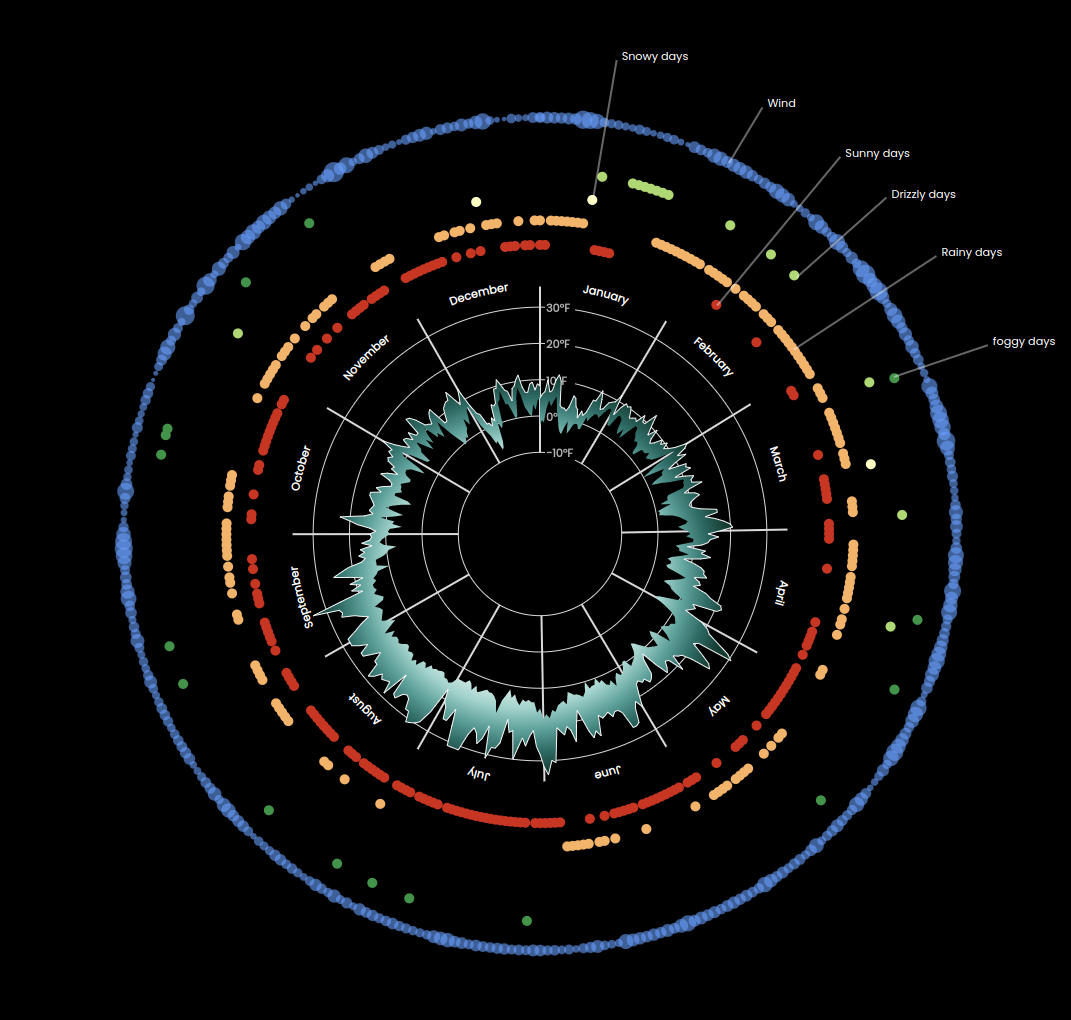 Snowy days
Wind
Sunny days
Drizzly days
Rainy days
foggy days
December
January
30°F
20°F
10°F
0°F
-10°F
November
February
October
March
September
April
August
May
July
June